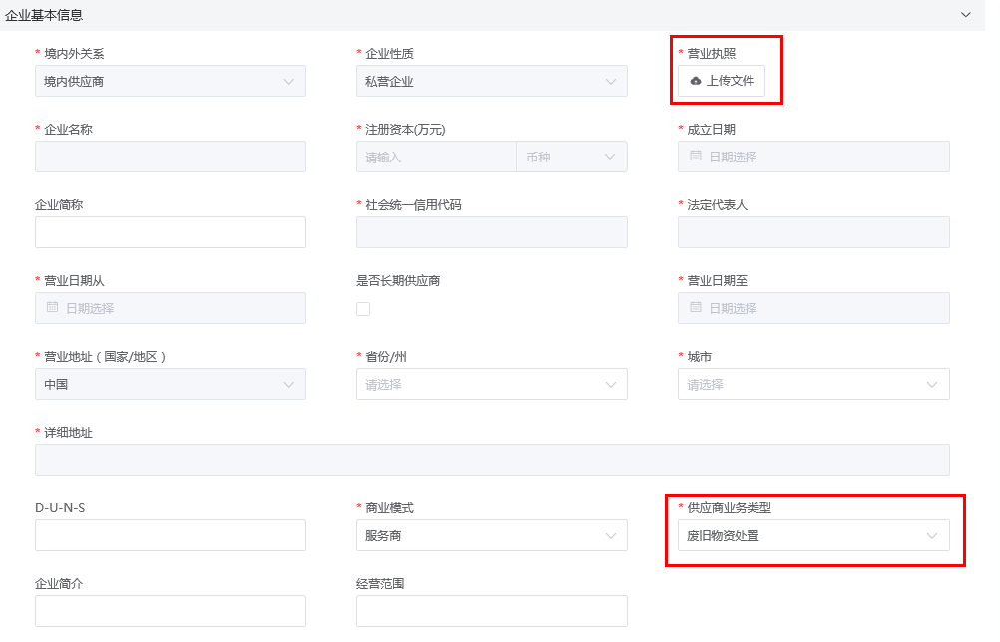 企业基本信息
* 境内外关系
* 企业性质
* 营业执照
境内供应商
私营企业
上传文件
* 企业名称
* 注册资本(万元)
* 成立日期
请输入
币种
日期选择
企业简称
* 社会统一信用代码
* 法定代表人
* 营业日期从
是否长期供应商
* 营业日期至
日期选择
日期选择
* 营业地址（国家/地区）
* 省份/州
* 城市
中国
请选择
请选择
* 详细地址
D-U-N-S
* 商业模式
* 供应商业务类型
服务商
废旧物资处置
企业简介
经营范围